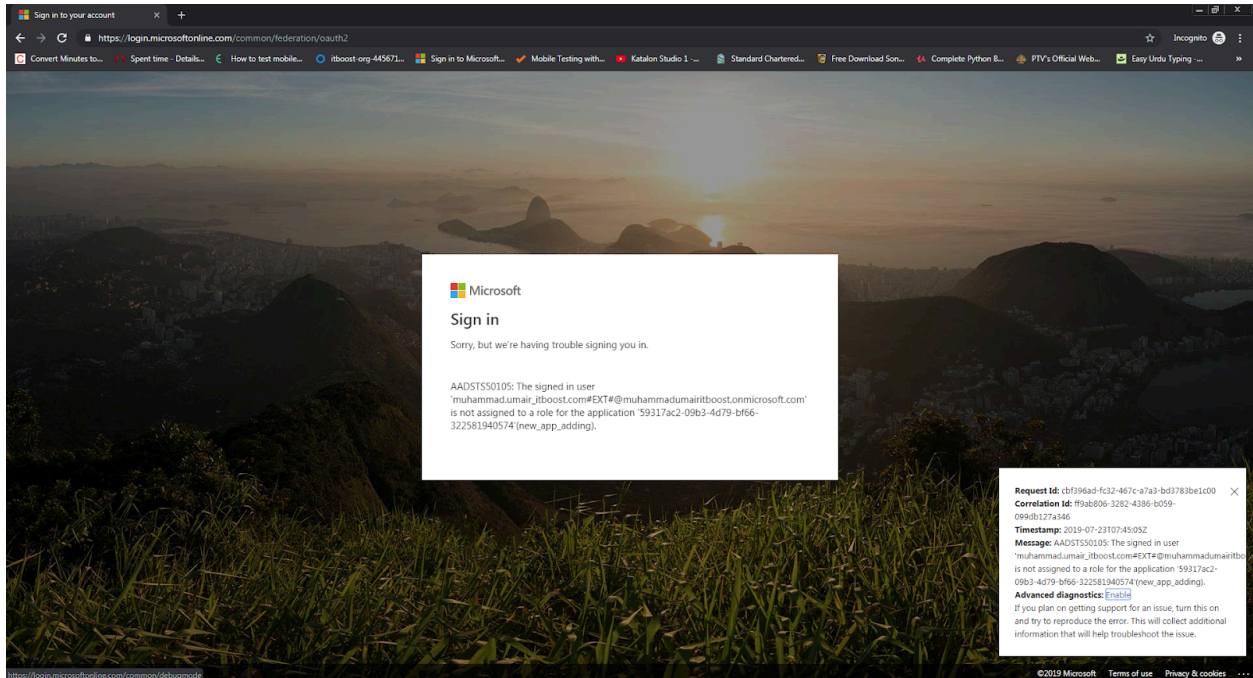 Sign in to your account
https://login.microsoftonline.com/common/federation/oauth2
Incognito
Convert Minutes to...
Spent time - Details...
How to test mobile...
itboost-org-445671...
Sign in to Microsoft...
Mobile Testing with...
Katalon Studio 1 -...
Standard Chartered...
Free Download Son...
Complete Python B...
PTV's Official Web...
Easy Urdu Typing -...
»
Microsoft
Sign in
Sorry, but we're having trouble signing you in.
AADSTS50105: The signed in user
'muhammad.umair_itboost.com#EXT#@muhammadumairitboost.onmicrosoft.com'
is not assigned to a role for the application '59317ac2-09b3-4d79-bf66-
322581940574'(new_app_adding).
Request Id: cbf396ad-fc32-467c-a7a3-bd3783be1c00
Correlation Id: ff9ab806-3282-4386-b059-
099db127a346
Timestamp: 2019-07-23T07:45:05Z
Message: AADSTS50105: The signed in user
'muhammad.umair_itboost.com#EXT#@muhammadumairitbo
is not assigned to a role for the application '59317ac2-
09b3-4d79-bf66-322581940574'(new_app_adding).
Advanced diagnostics: Enable
If you plan on getting support for an issue, turn this on
and try to reproduce the error. This will collect additional
information that will help troubleshoot the issue.
https://login.microsoftonline.com/common/debugmode
©2019 Microsoft Terms of use Privacy & cookies ...